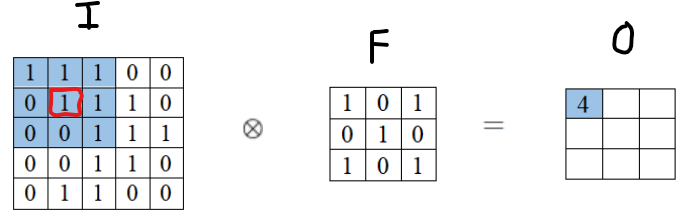 I F O
1 1 1 0 0
0 1 1 1 0
0 0 1 1 1
0 0 1 1 0
0 1 1 0 0
⊗
1 0 1
0 1 0
1 0 1
=
4